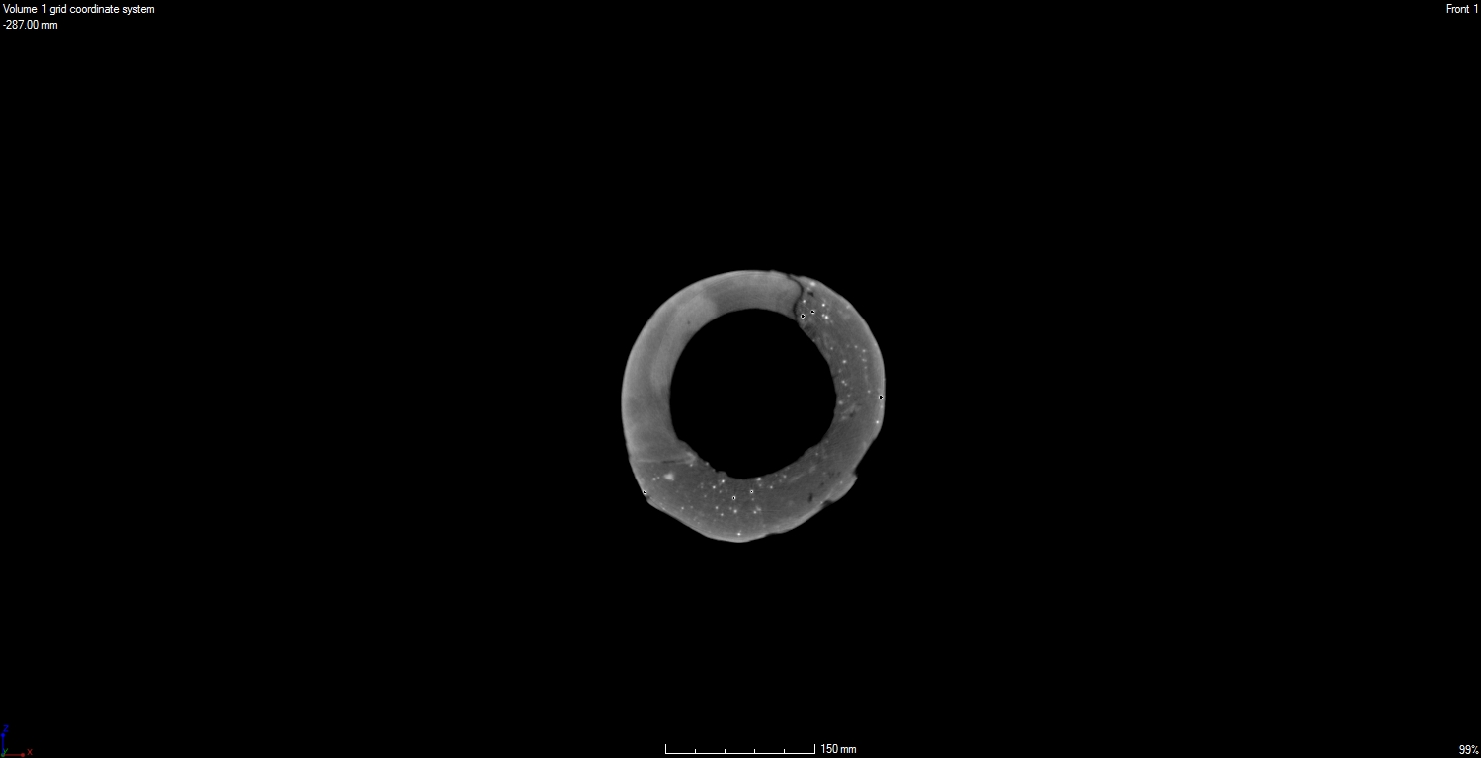 Volume 1 grid coordinate system
Front 1
-287.00 mm
z
y
x
150 mm
99%